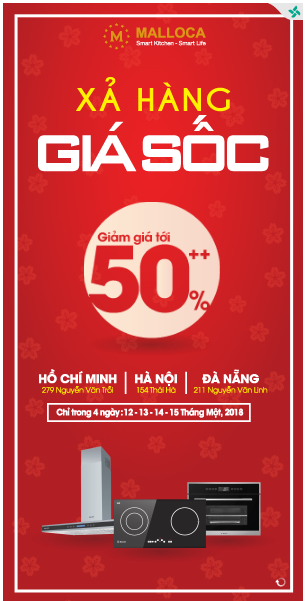 MALLOCA
Smart Kitchen - Smart Life
XẢ HÀNG
GIÁ SỐC
Giảm giá tới
50++%
HỒ CHÍ MINH | HÀ NỘI | ĐÀ NẴNG
279 Nguyễn Văn Trỗi | 154 Thái Hà | 211 Nguyễn Văn Linh
Chỉ trong 4 ngày: 12 - 13 - 14 - 15 Tháng Một, 2018